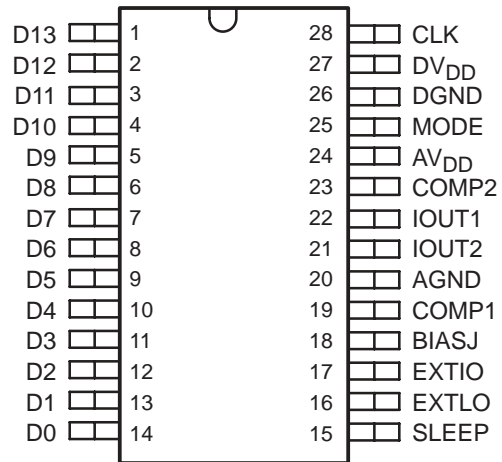 D13 1 28 CLK
D12 2 27 DVDD
D11 3 26 DGND
D10 4 25 MODE
D9 5 24 AVDD
D8 6 23 COMP2
D7 7 22 IOUT1
D6 8 21 IOUT2
D5 9 20 AGND
D4 10 19 COMP1
D3 11 18 BIASJ
D2 12 17 EXTIO
D1 13 16 EXTLO
D0 14 15 SLEEP